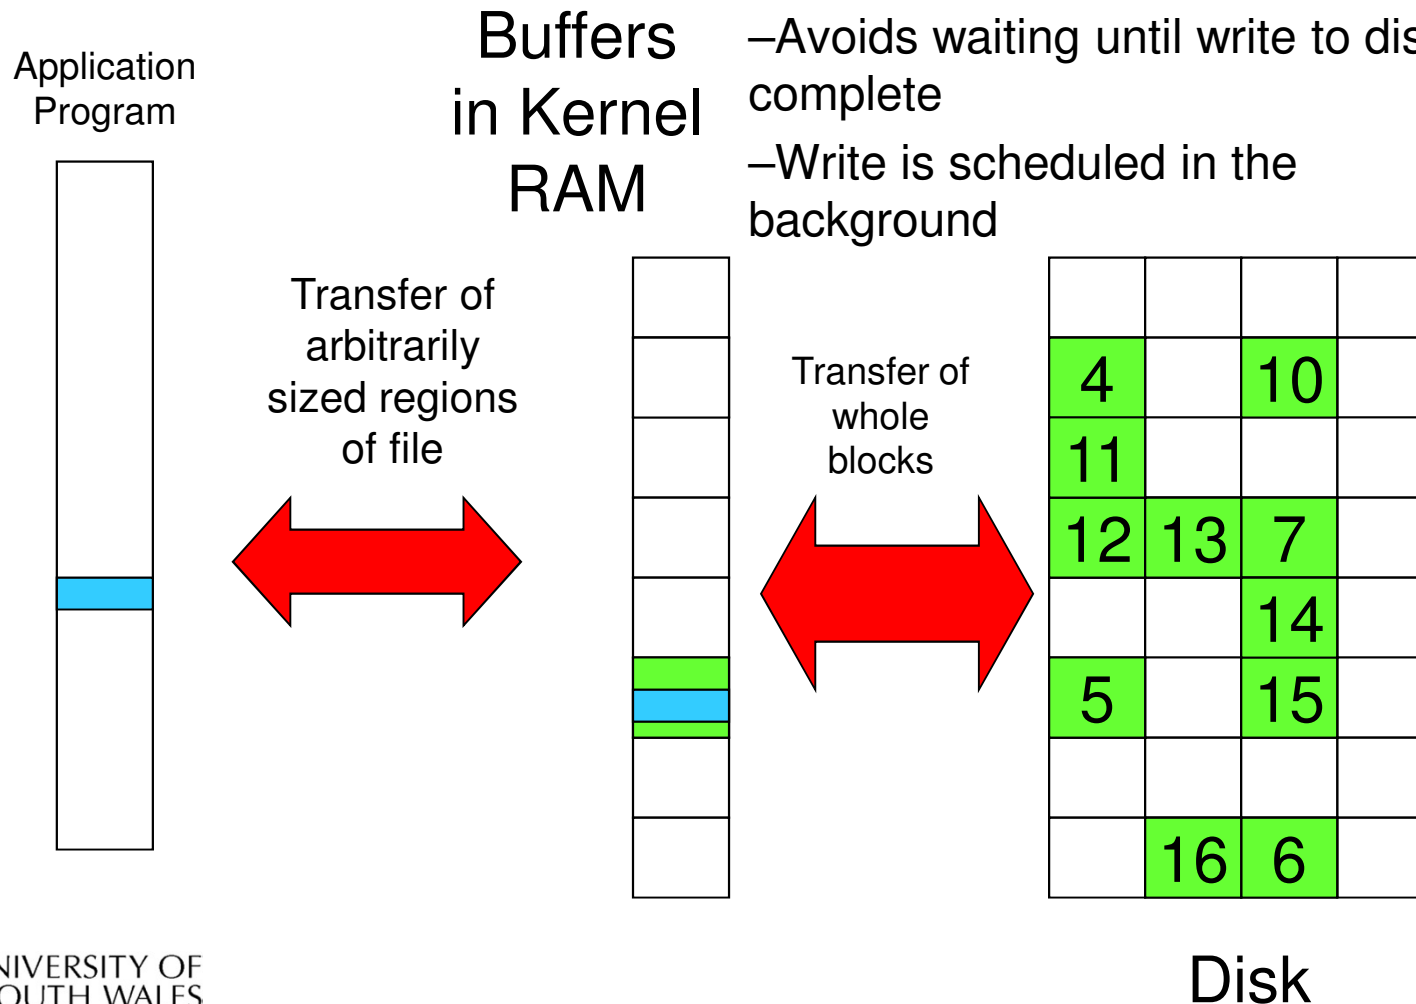 Application
Program
Buffers
in Kernel
RAM
–Avoids waiting until write to dis
complete
–Write is scheduled in the
background
Transfer of
arbitrarily
sized regions
of file
Transfer of
whole
blocks
4 10
11
12 13 7
14
5 15
16 6
Disk
NIVERSITY OF
OUTH WALES